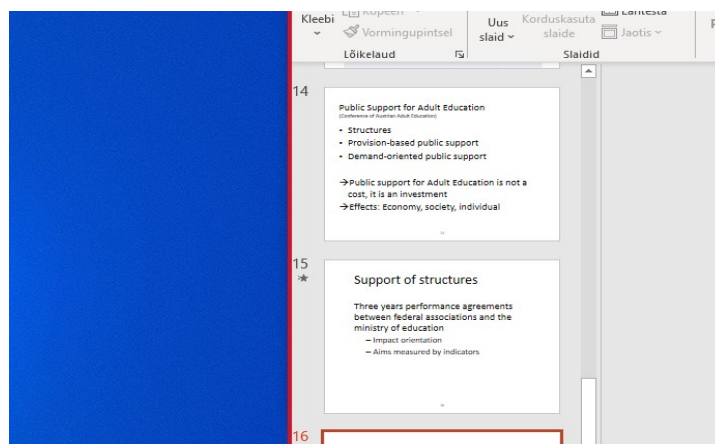 Kleebi
Kopeeri
Vormingupintsel
Lõikelaud
Uus
slaid
Korduskasuta
slaide
Lähtesta
Jaotis
Slaidid
14
Public Support for Adult Education
(Conference of Austrian Adult Education)
• Structures
• Provision-based public support
• Demand-oriented public support
→Public support for Adult Education is not a
cost, it is an investment
→Effects: Economy, society, individual
15
Support of structures
Three years performance agreements
between federal associations and the
ministry of education
– Impact orientation
– Aims measured by indicators
16